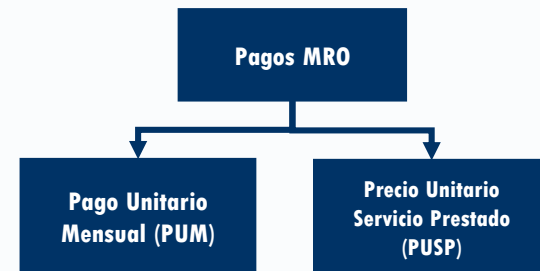 Pagos MRO
Pago Unitario
Mensual (PUM)
Precio Unitario
Servicio Prestado
(PUSP)